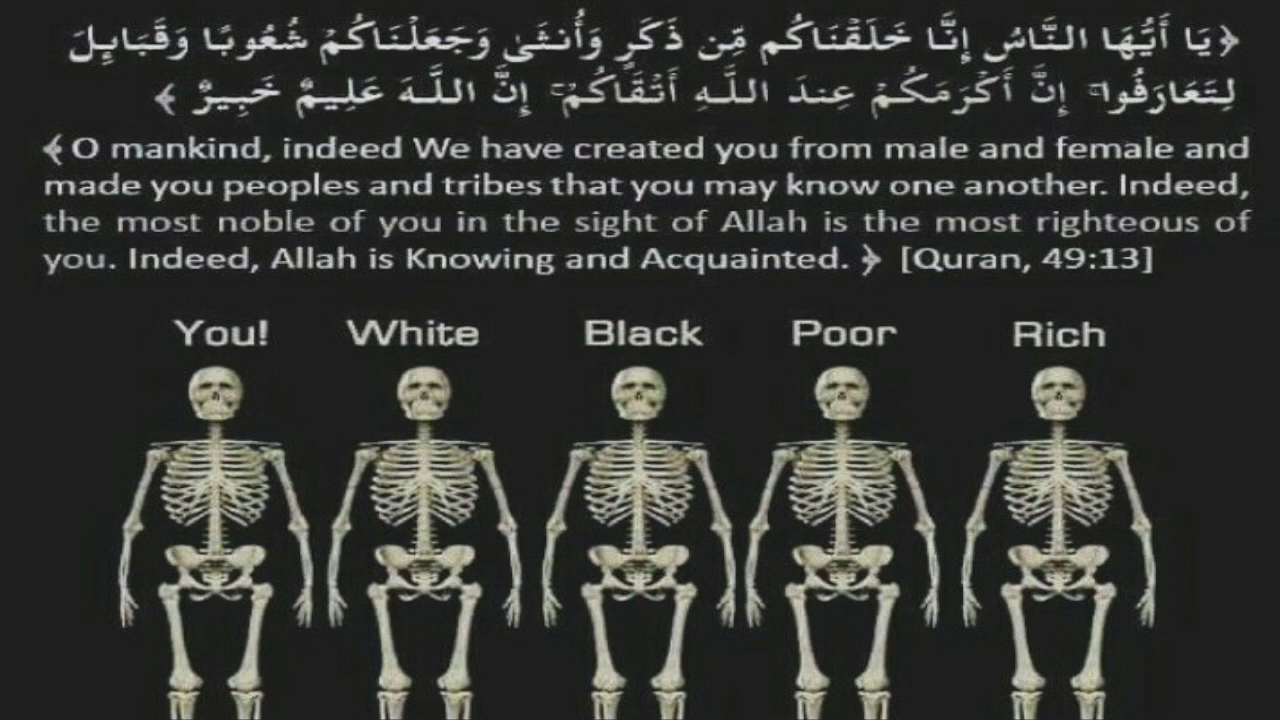 ﴿يَا أَيُّهَا النَّاسُ إِنَّا خَلَقْنَاكُم مِّن ذَكَرٍ وَأُنثَىٰ وَجَعَلْنَاكُمْ شُعُوبًا وَقَبَائِلَ
لِتَعَارَفُوا ۚ إِنَّ أَكْرَمَكُمْ عِندَ اللَّهِ أَتْقَاكُمْ ۚ إِنَّ اللَّهَ عَلِيمٌ خَبِيرٌ ﴾
﴾ O mankind, indeed We have created you from male and female and
made you peoples and tribes that you may know one another. Indeed,
the most noble of you in the sight of Allah is the most righteous of
you. Indeed, Allah is Knowing and Acquainted. ﴿ [Quran, 49:13]
You! White Black Poor Rich